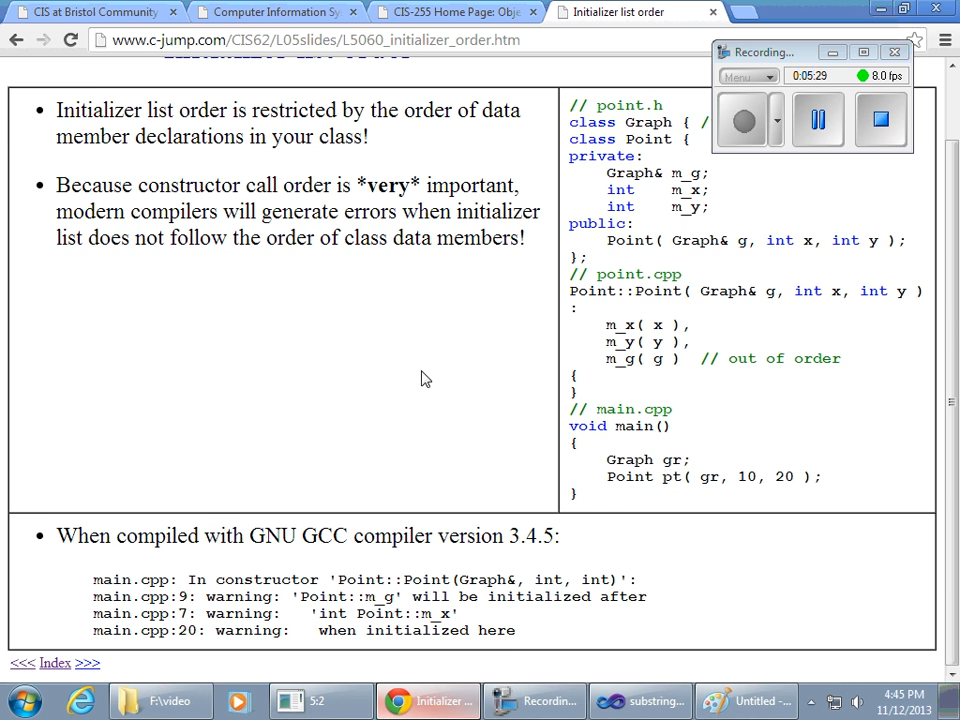 CIS at Bristol Community
Computer Information Sy
CIS-255 Home Page: Obje
Initializer list order
www.c-jump.com/CIS62/L05slides/L5060_initializer_order.htm
Recording...
Menu
0:05:29
8.0 fps
Initializer list order is restricted by the order of data
member declarations in your class!
Because constructor call order is *very* important,
modern compilers will generate errors when initializer
list does not follow the order of class data members!
// point.h
class Graph { /
class Point {
private:
Graph& m_g;
int m_x;
int m_y;
public:
Point( Graph& g, int x, int y );
};
// point.cpp
Point::Point( Graph& g, int x, int y )
:
m_x( x ),
m_y( y ),
m_g( g ) // out of order
{
}
// main.cpp
void main()
{
Graph gr;
Point pt( gr, 10, 20 );
}
When compiled with GNU GCC compiler version 3.4.5:
main.cpp: In constructor 'Point::Point(Graph&, int, int)':
main.cpp:9: warning: 'Point::m_g' will be initialized after
main.cpp:7: warning: 'int Point::m_x'
main.cpp:20: warning: when initialized here
<<< Index >>>
F:\video
5:2
Initializer ...
Recordin...
substring...
Untitled -...
4:45 PM
11/12/2013